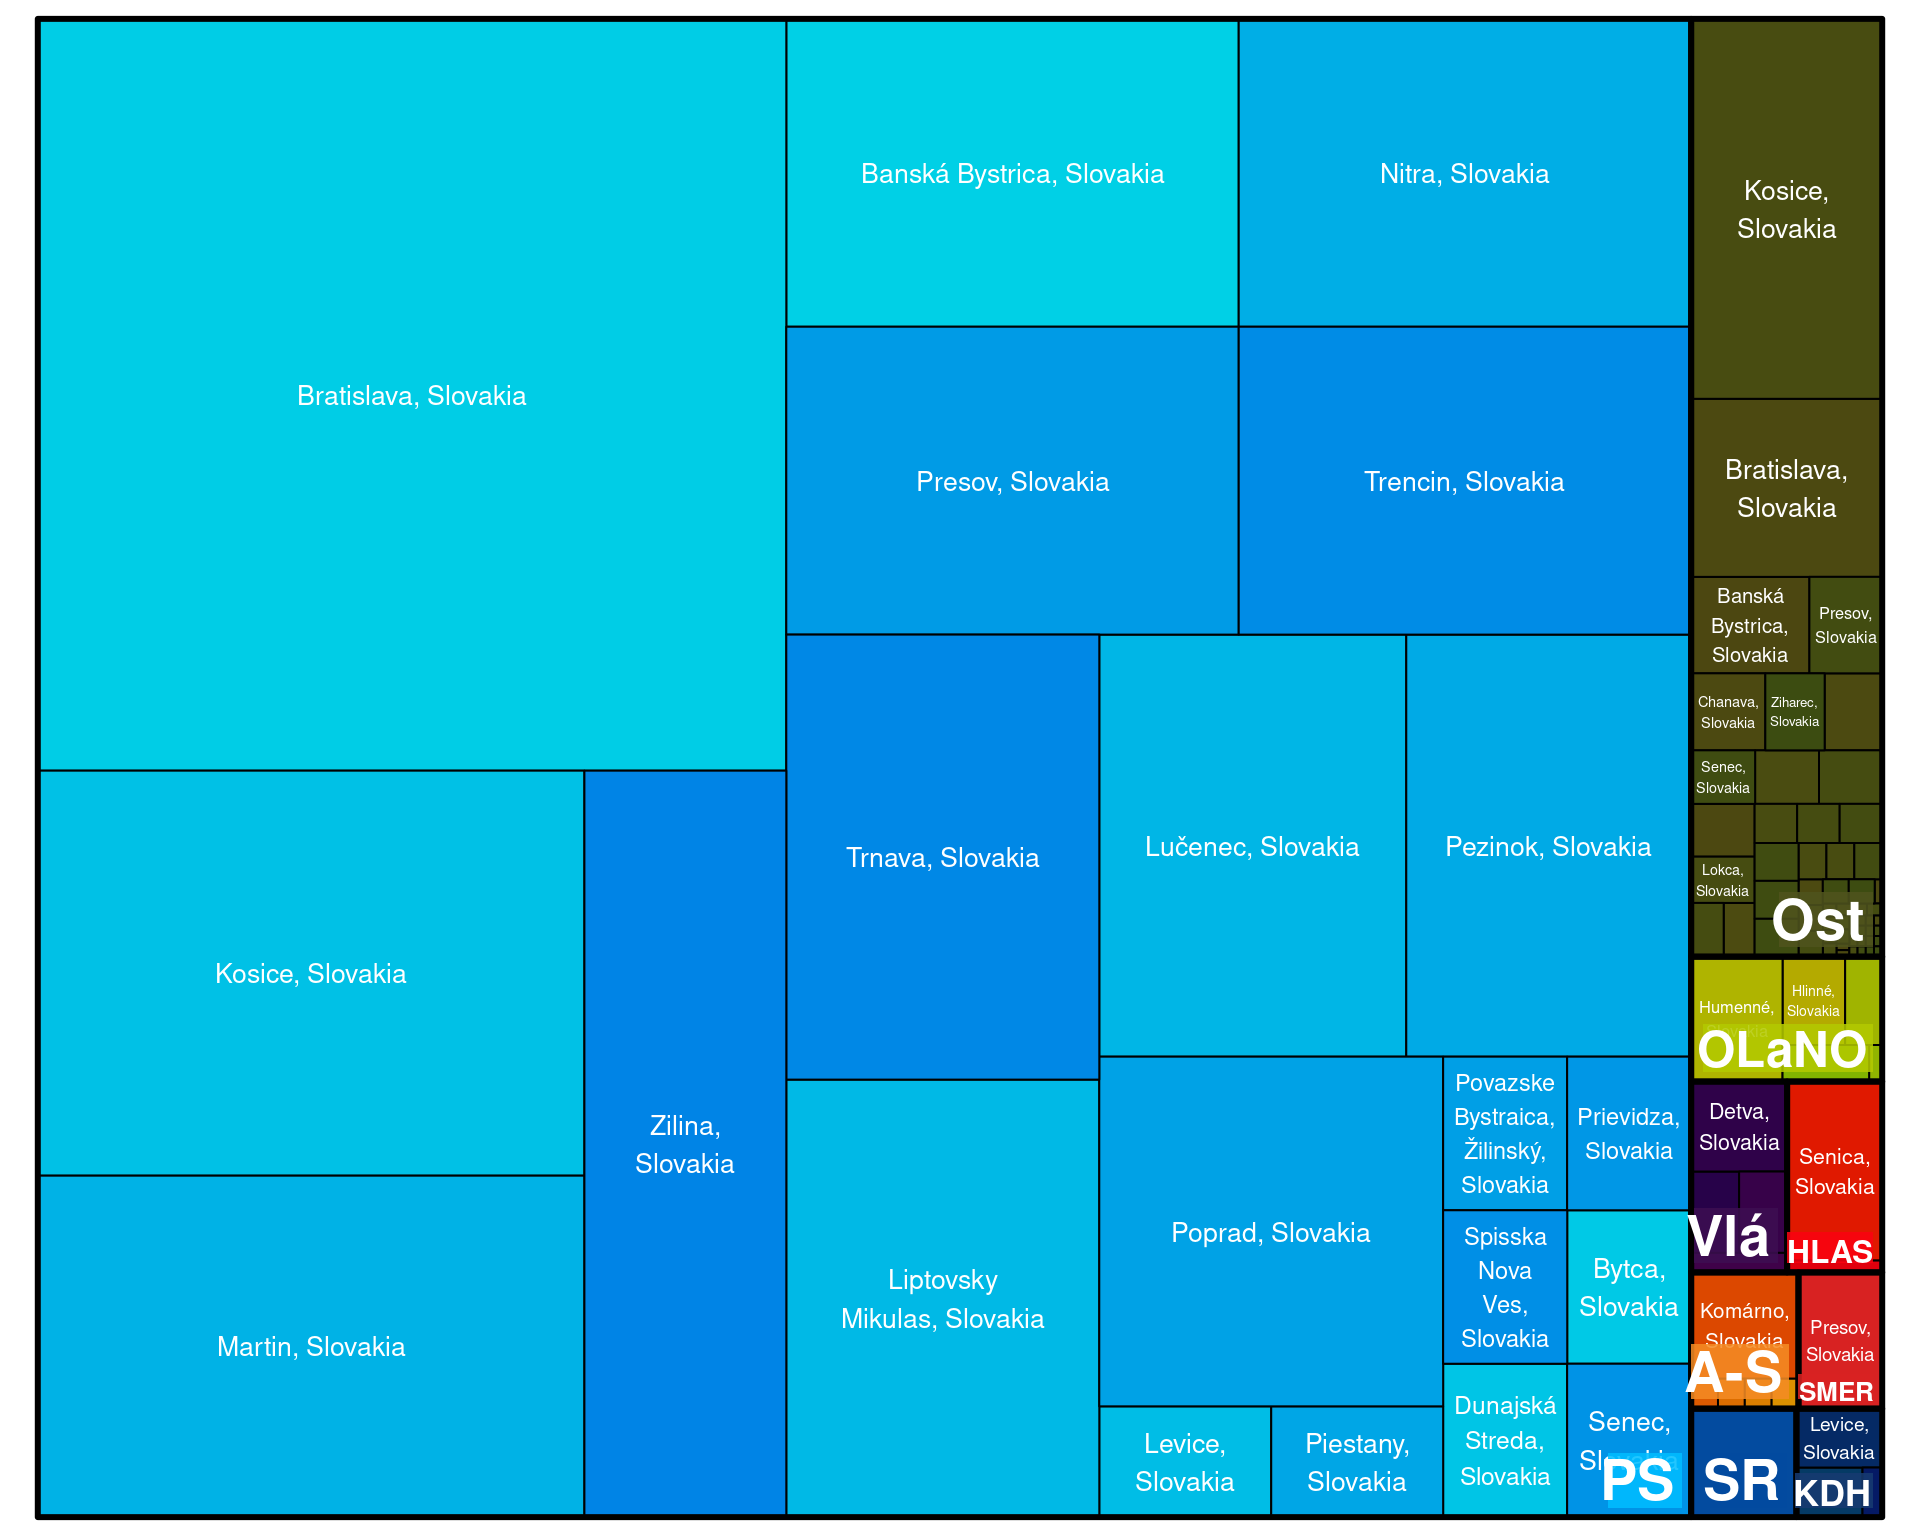 Bratislava, Slovakia
Banská Bystrica, Slovakia
Nitra, Slovakia
Presov, Slovakia
Trencin, Slovakia
Kosice, Slovakia
Martin, Slovakia
Zilina,
Slovakia
Trnava, Slovakia
Lučenec, Slovakia
Pezinok, Slovakia
Liptovsky
Mikulas, Slovakia
Poprad, Slovakia
Levice,
Slovakia
Piestany,
Slovakia
Povazske
Bystraica,
Žilinský,
Slovakia
Prievidza,
Slovakia
Spisska
Nova
Ves,
Slovakia
Bytca,
Slovakia
Dunajská
Streda,
Slovakia
Senec,
Slovakia
PS
Kosice,
Slovakia
Bratislava,
Slovakia
Banská
Bystrica,
Slovakia
Presov,
Slovakia
Chanava,
Slovakia
Ziharec,
Slovakia
Senec,
Slovakia
Lokca,
Slovakia
Ost
Humenné,
Hlinné,
Slovakia
OLaNO
Detva,
Slovakia
Vlá
Senica,
Slovakia
HLAS
Komárno,
Slovakia
A-S
Presov,
Slovakia
SMER
SR
Levice,
Slovakia
KDH